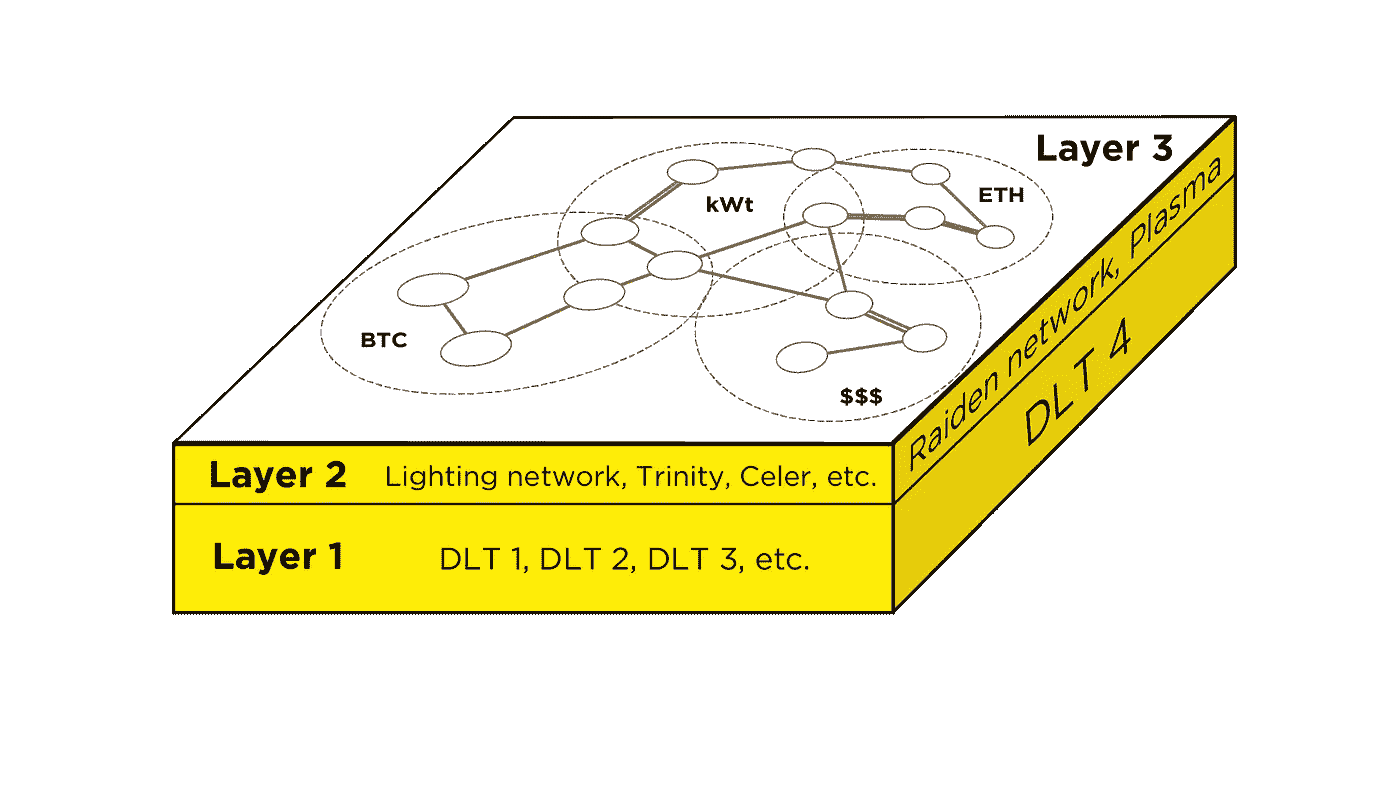 Layer 3
kWt
ETH
BTC
$$$
Layer 2 Lighting network, Trinity, Celer, etc.
Raiden network, Plasma
Layer 1 DLT 1, DLT 2, DLT 3, etc.
DLT 4